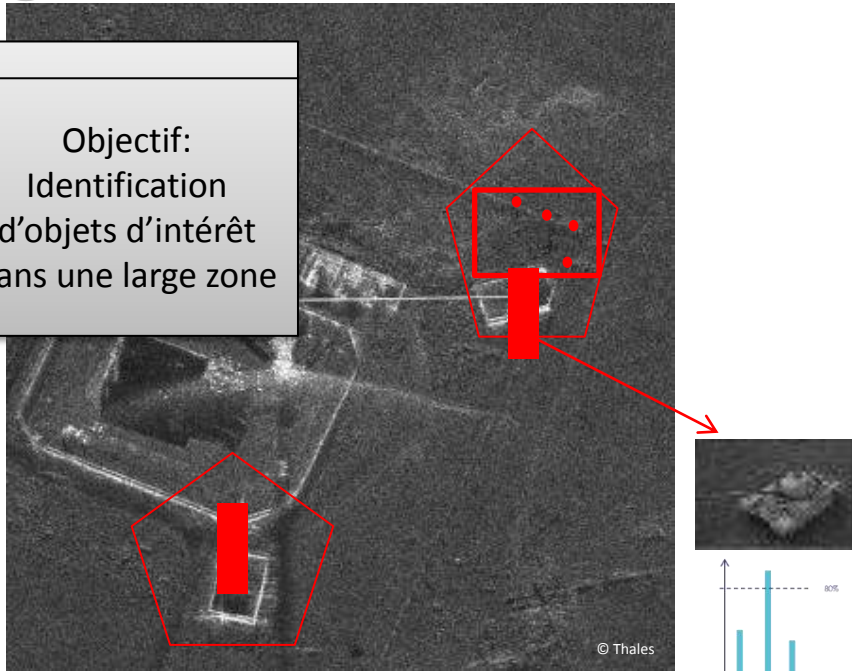 Objectif:
Identification
d'objets d'intérêt
ans une large zone
80%
© Thales